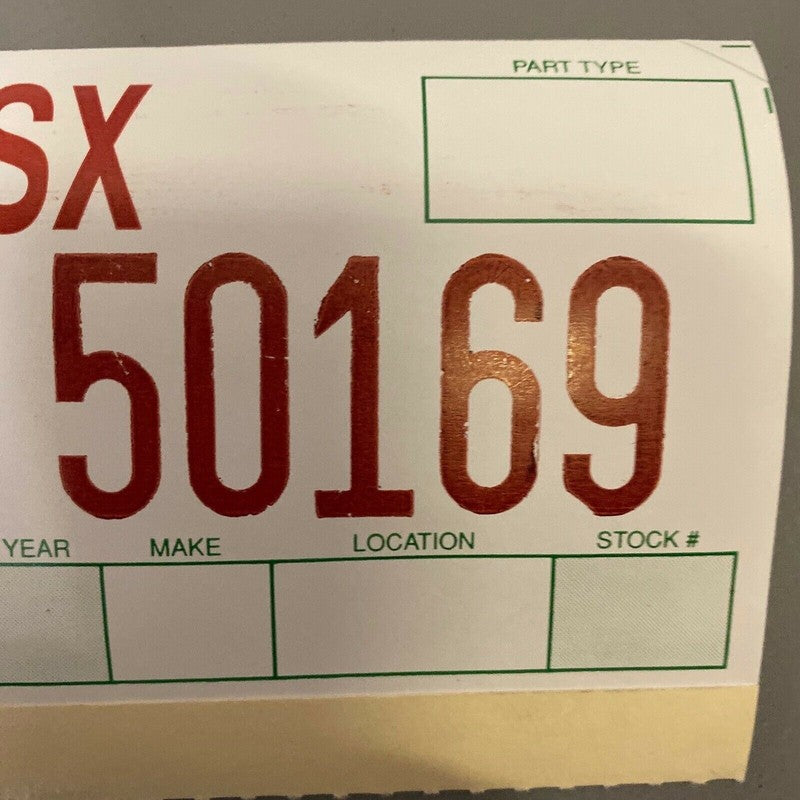 PART TYPE
SX
50169
YEAR MAKE LOCATION STOCK #